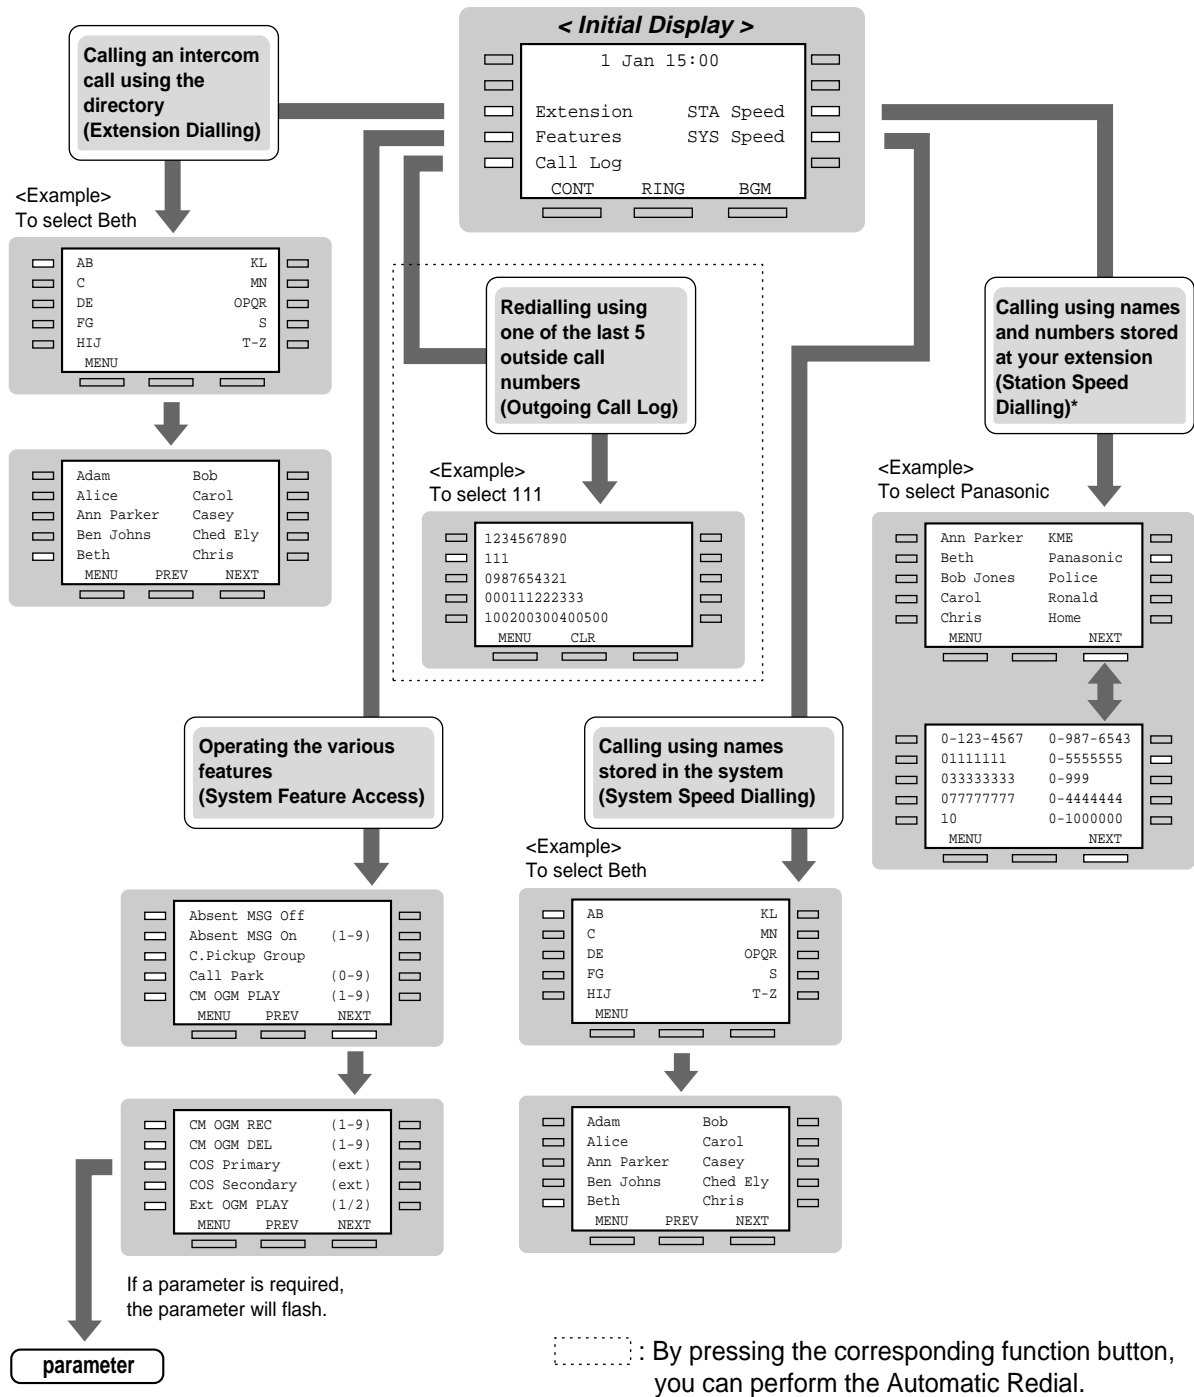 < Initial Display >
1 Jan 15:00
Extension STA Speed
Features SYS Speed
Call Log
CONT RING BGM
Calling an intercom
call using the
directory
(Extension Dialling)
<Example>
To select Beth
AB KL
C MN
DE OPQR
FG S
HIJ T-Z
MENU
Adam Bob
Alice Carol
Ann Parker Casey
Ben Johns Ched Ely
Beth Chris
MENU PREV NEXT
Redialling using
one of the last 5
outside call
numbers
(Outgoing Call Log)
<Example>
To select 111
1234567890
111
0987654321
000111222333
100200300400500
MENU CLR
Calling using names
and numbers stored
at your extension
(Station Speed
Dialling)*
<Example>
To select Panasonic
Ann Parker KME
Beth Panasonic
Bob Jones Police
Carol Ronald
Chris Home
MENU NEXT
0-123-4567 0-987-6543
01111111 0-5555555
033333333 0-999
077777777 0-4444444
10 0-1000000
MENU NEXT
Operating the various
features
(System Feature Access)
Absent MSG Off
Absent MSG On (1-9)
C.Pickup Group
Call Park (0-9)
CM OGM PLAY (1-9)
MENU PREV NEXT
CM OGM REC (1-9)
CM OGM DEL (1-9)
COS Primary (ext)
COS Secondary (ext)
Ext OGM PLAY (1/2)
MENU PREV NEXT
If a parameter is required,
the parameter will flash.
parameter
Calling using names
stored in the system
(System Speed Dialling)
<Example>
To select Beth
AB KL
C MN
DE OPQR
FG S
HIJ T-Z
MENU
Adam Bob
Alice Carol
Ann Parker Casey
Ben Johns Ched Ely
Beth Chris
MENU PREV NEXT
: By pressing the corresponding function button,
you can perform the Automatic Redial.